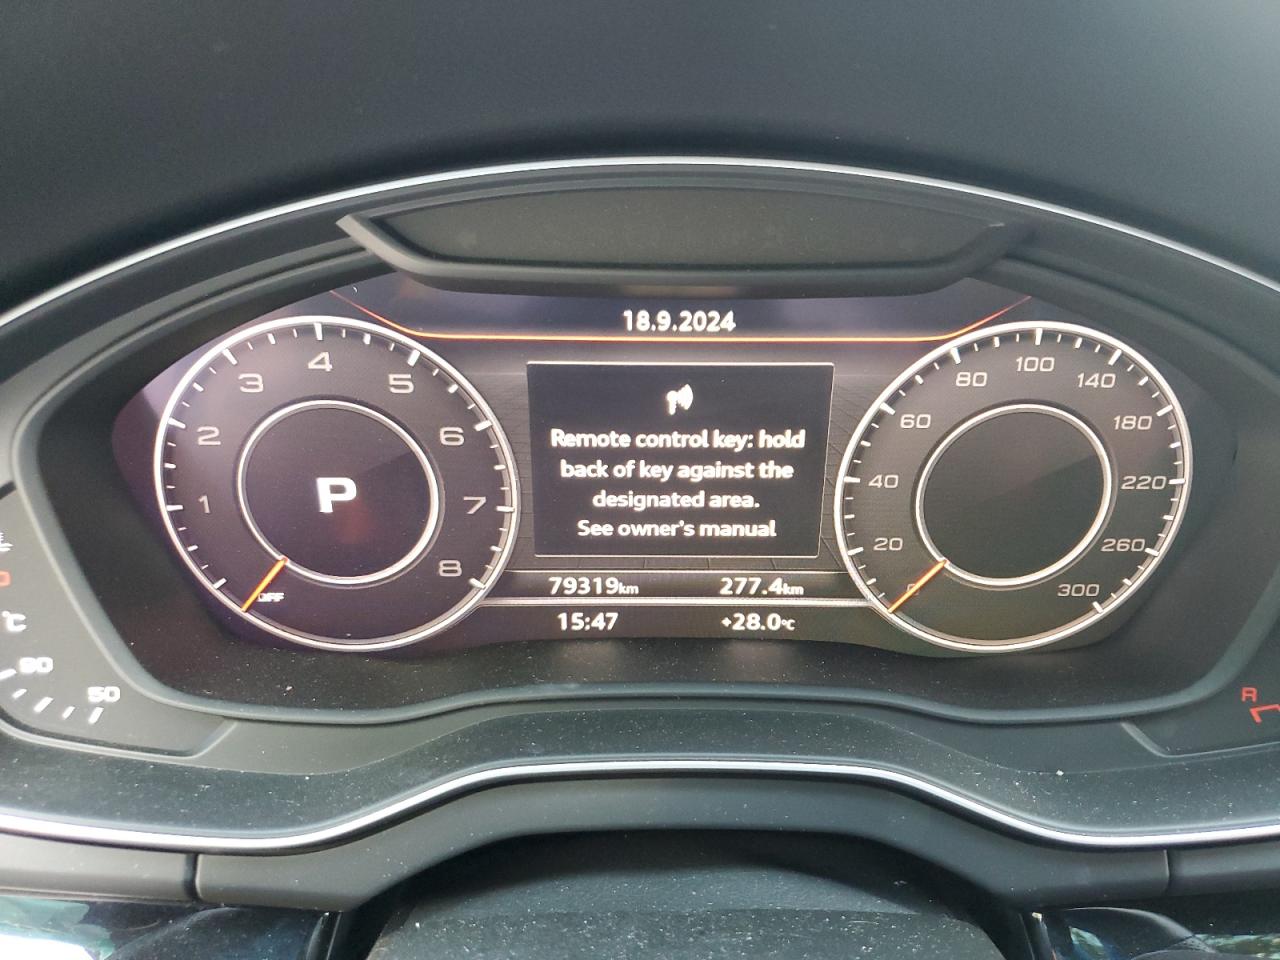 18.9.2024
Remote control key: hold
back of key against the
designated area.
See owner's manual
79319km
277.4km
15:47
+28.0°C
P
OFF
1
2
3
4
5
6
7
8
0
20
40
60
80
100
140
180
220
260
300
°C
90
50
R